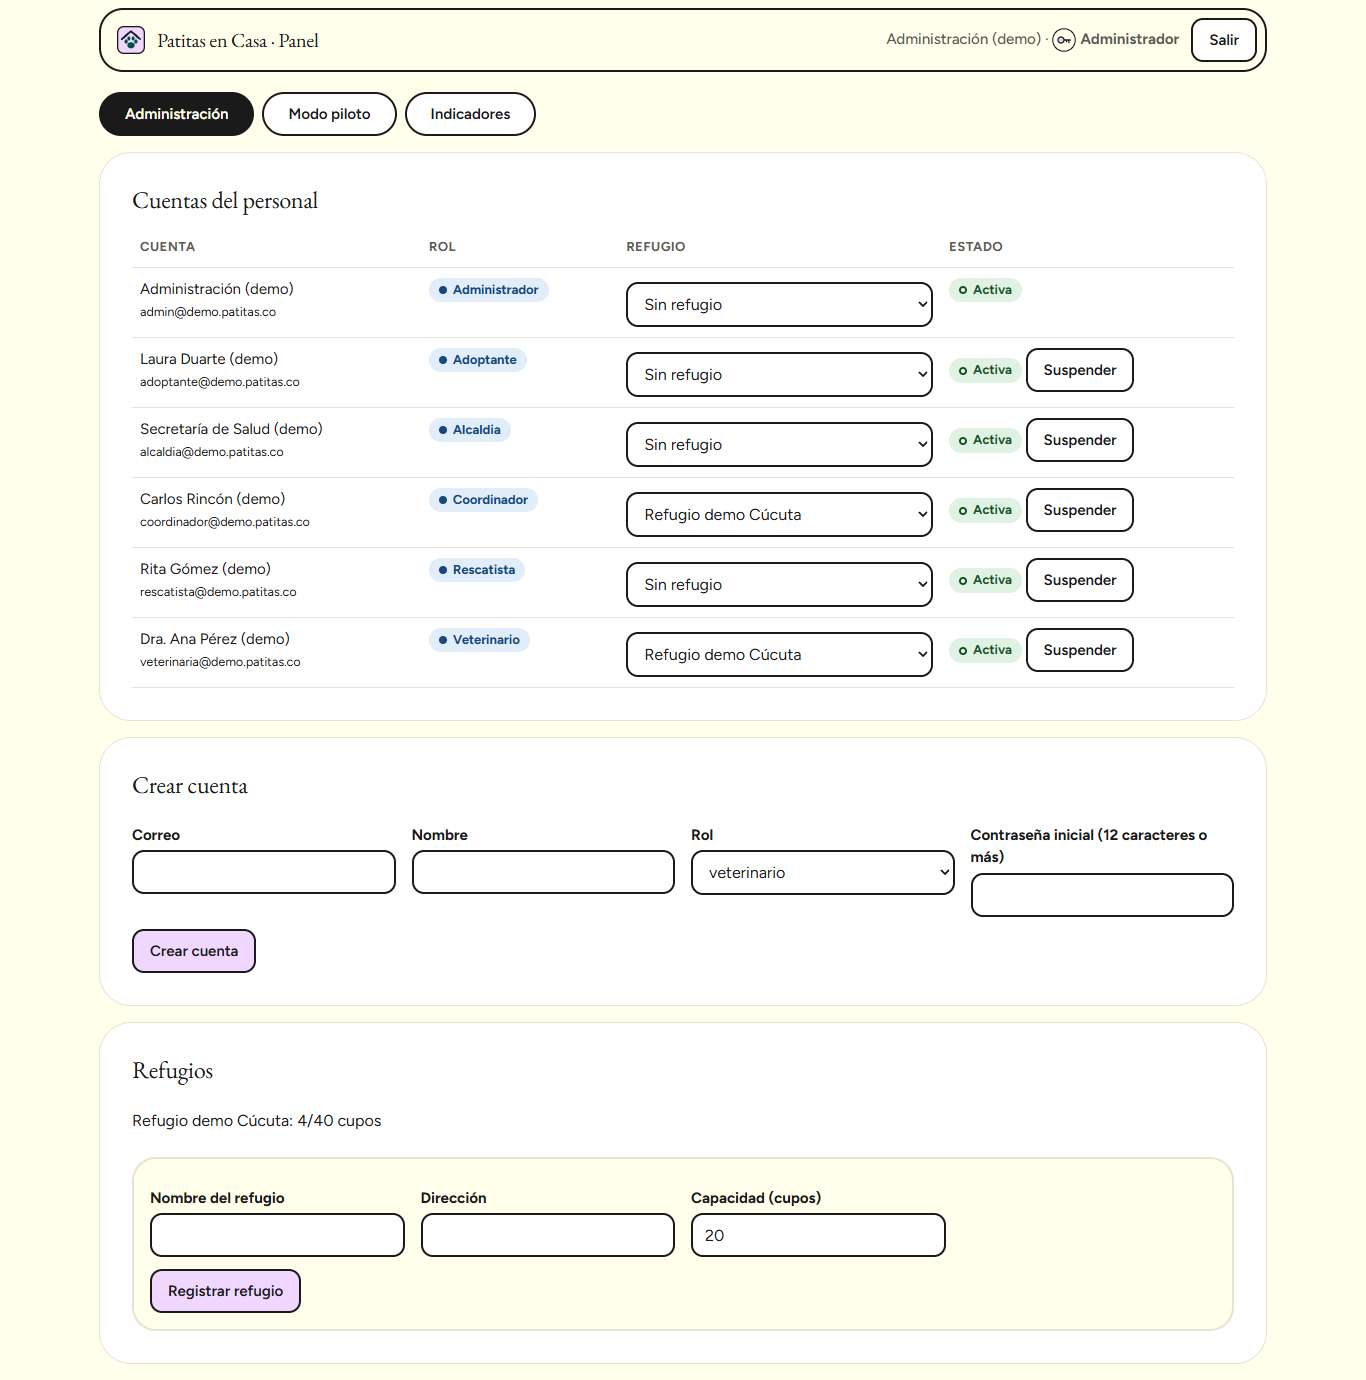 Patitas en Casa · Panel
Administración (demo) · Administrador
Salir
Administración
Modo piloto
Indicadores
Cuentas del personal
CUENTA ROL REFUGIO ESTADO
Administración (demo) Administrador Sin refugio Activa
admin@demo.patitas.co
Laura Duarte (demo) Adoptante Sin refugio Activa Suspender
adoptante@demo.patitas.co
Secretaría de Salud (demo) Alcaldia Sin refugio Activa Suspender
alcaldia@demo.patitas.co
Carlos Rincón (demo) Coordinador Refugio demo Cúcuta Activa Suspender
coordinador@demo.patitas.co
Rita Gómez (demo) Rescatista Sin refugio Activa Suspender
rescatista@demo.patitas.co
Dra. Ana Pérez (demo) Veterinario Refugio demo Cúcuta Activa Suspender
veterinaria@demo.patitas.co
Crear cuenta
Correo
Nombre
Rol
veterinario
Contraseña inicial (12 caracteres o
más)
Crear cuenta
Refugios
Refugio demo Cúcuta: 4/40 cupos
Nombre del refugio
Dirección
Capacidad (cupos)
20
Registrar refugio